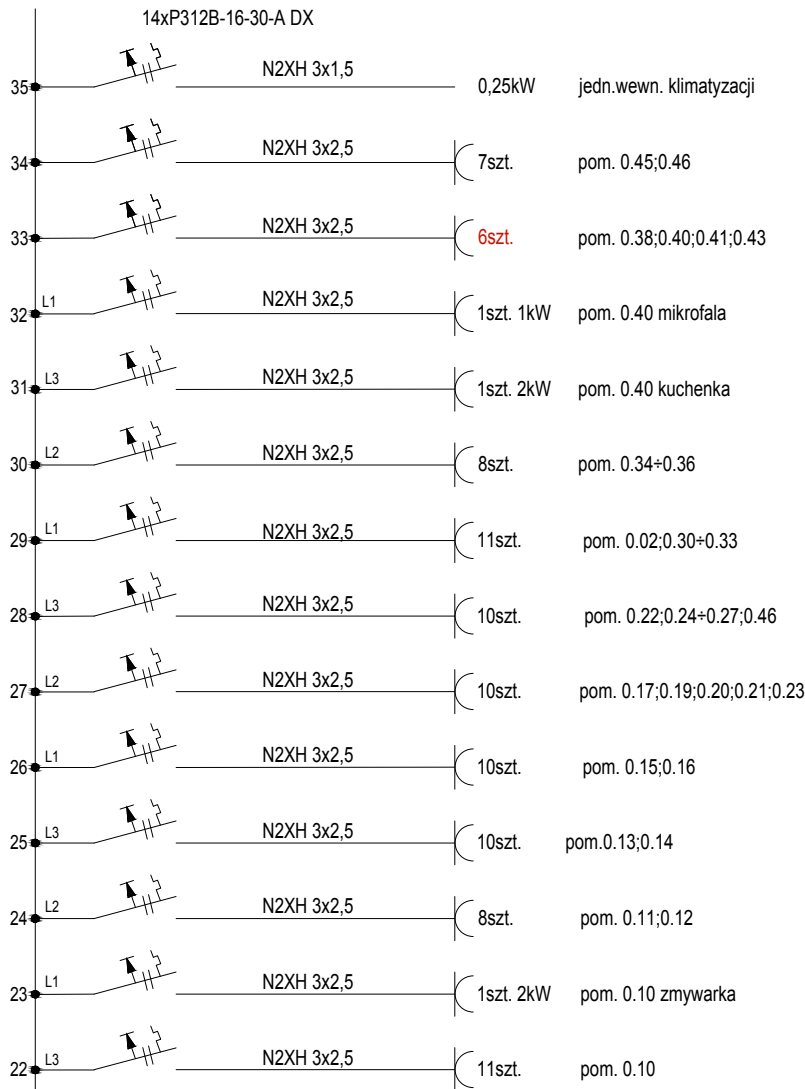 14xP312B-16-30-A DX
35 N2XH 3x1,5 0,25kW jedn.wewn. klimatyzacji
34 N2XH 3x2,5 7szt. pom. 0.45;0.46
33 N2XH 3x2,5 6szt. pom. 0.38;0.40;0.41;0.43
32 L1 N2XH 3x2,5 1szt. 1kW pom. 0.40 mikrofala
31 L3 N2XH 3x2,5 1szt. 2kW pom. 0.40 kuchenka
30 L2 N2XH 3x2,5 8szt. pom. 0.34÷0.36
29 L1 N2XH 3x2,5 11szt. pom. 0.02;0.30÷0.33
28 L3 N2XH 3x2,5 10szt. pom. 0.22;0.24÷0.27;0.46
27 L2 N2XH 3x2,5 10szt. pom. 0.17;0.19;0.20;0.21;0.23
26 L1 N2XH 3x2,5 10szt. pom. 0.15;0.16
25 L3 N2XH 3x2,5 10szt. pom.0.13;0.14
24 L2 N2XH 3x2,5 8szt. pom. 0.11;0.12
23 L1 N2XH 3x2,5 1szt. 2kW pom. 0.10 zmywarka
22 L3 N2XH 3x2,5 11szt. pom. 0.10